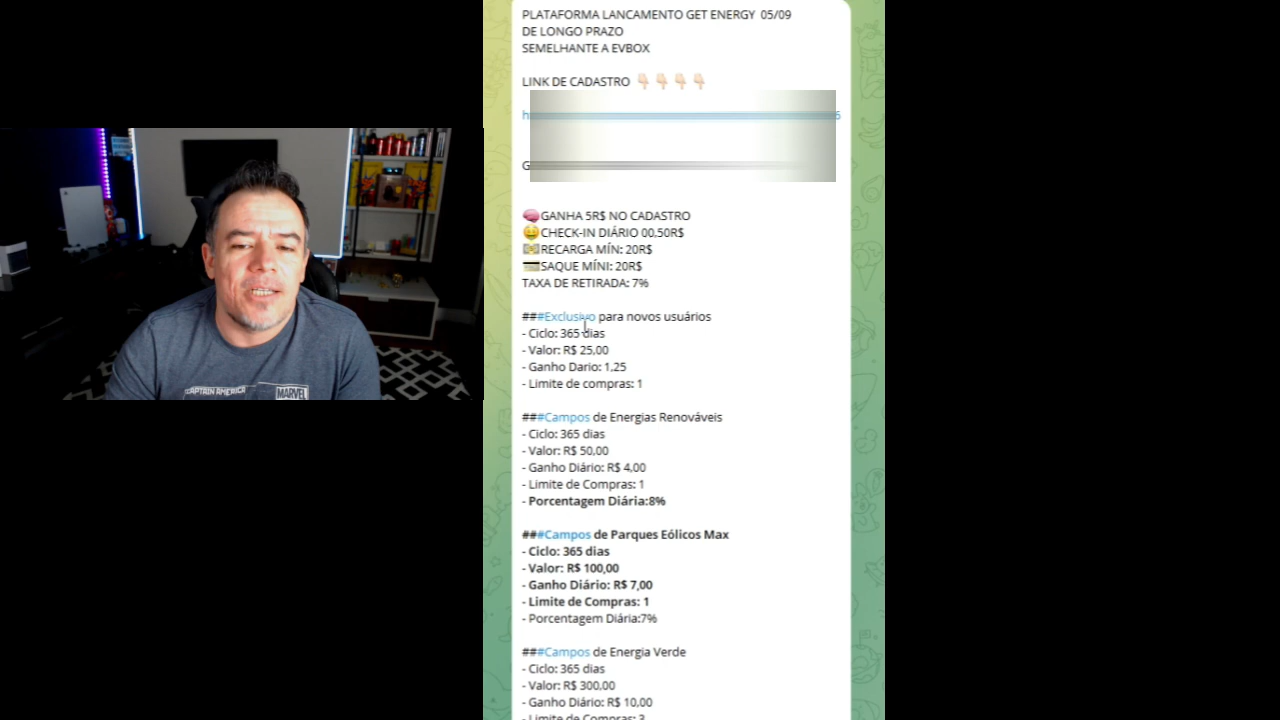 PLATAFORMA LANCAMENTO GET ENERGY 05/09
DE LONGO PRAZO
SEMELHANTE A EVBOX
LINK DE CADASTRO 👇🏻👇🏻👇🏻👇🏻
🧠GANHA 5R$ NO CADASTRO
🤑CHECK-IN DIÁRIO 00,50R$
💵RECARGA MÍN: 20R$
💳SAQUE MÍNI: 20R$
TAXA DE RETIRADA: 7%
###Exclusivo para novos usuários
- Ciclo: 365 dias
- Valor: R$ 25,00
- Ganho Dario: 1,25
- Limite de compras: 1
###Campos de Energias Renováveis
- Ciclo: 365 dias
- Valor: R$ 50,00
- Ganho Diário: R$ 4,00
- Limite de Compras: 1
- Porcentagem Diária:8%
###Campos de Parques Eólicos Max
- Ciclo: 365 dias
- Valor: R$ 100,00
- Ganho Diário: R$ 7,00
- Limite de Compras: 1
- Porcentagem Diária:7%
###Campos de Energia Verde
- Ciclo: 365 dias
- Valor: R$ 300,00
- Ganho Diário: R$ 10,00
- Limite de Compras: 3
CAPTAIN AMERICA
MARVEL